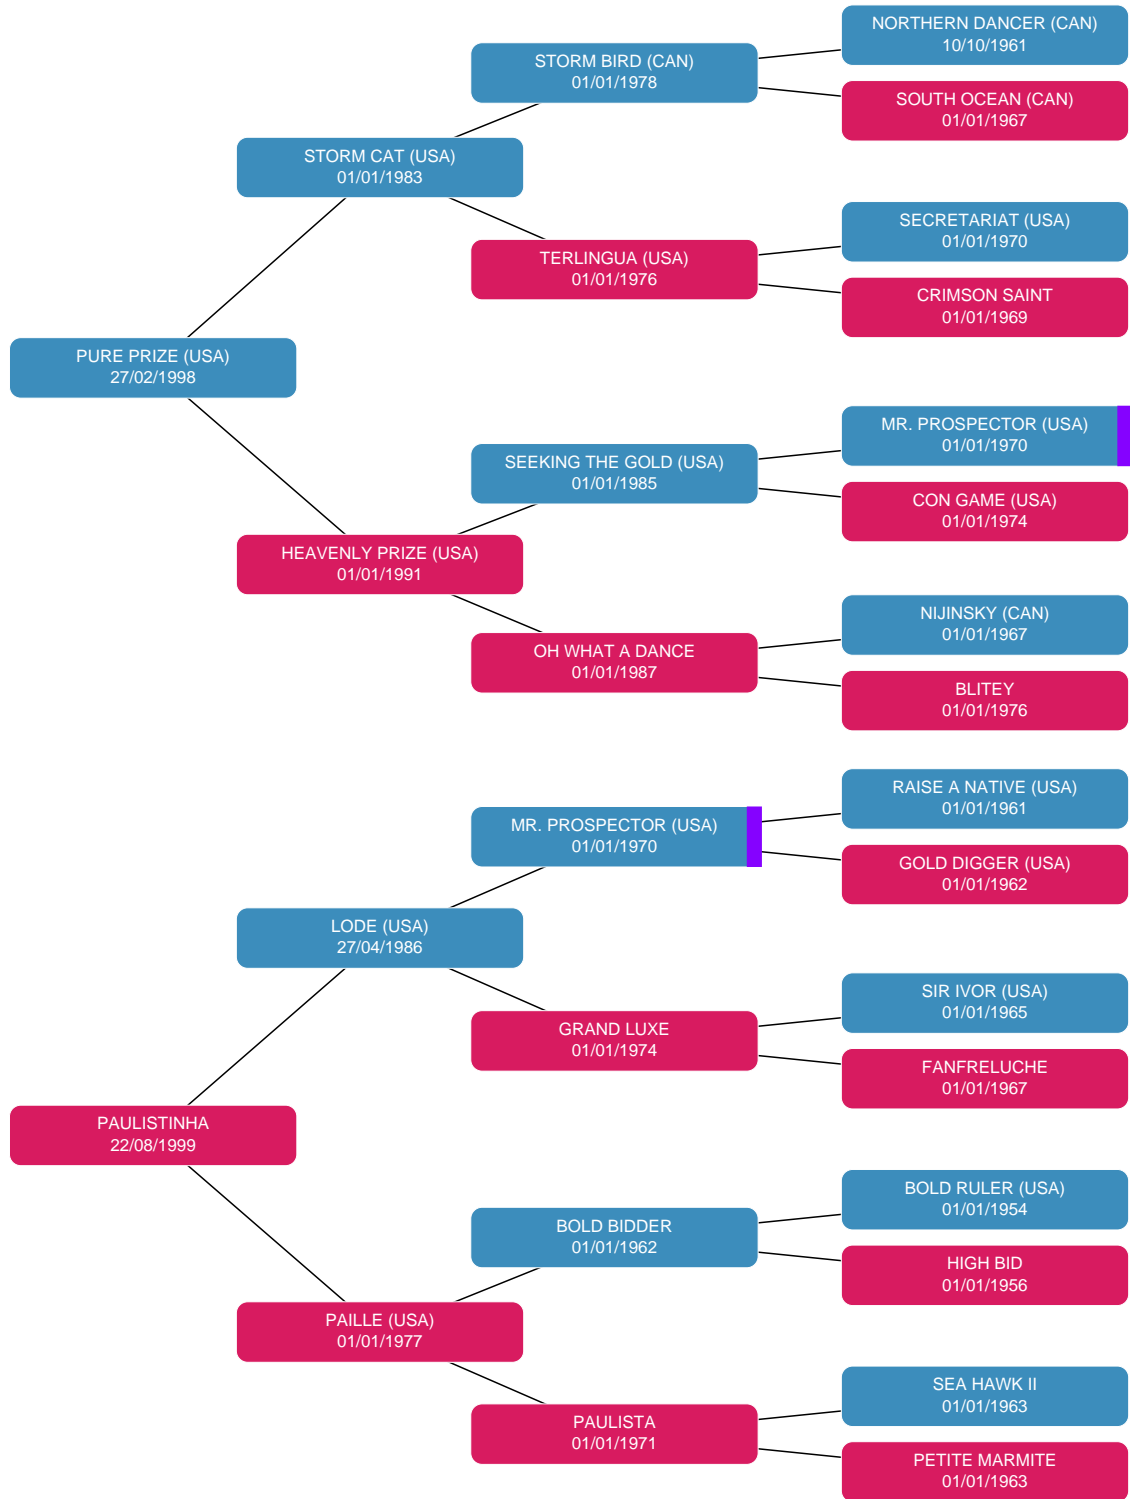 NORTHERN DANCER (CAN)
10/10/1961
STORM BIRD (CAN)
01/01/1978
SOUTH OCEAN (CAN)
01/01/1967
STORM CAT (USA)
01/01/1983
SECRETARIAT (USA)
01/01/1970
TERLINGUA (USA)
01/01/1976
CRIMSON SAINT
01/01/1969
PURE PRIZE (USA)
27/02/1998
MR. PROSPECTOR (USA)
01/01/1970
SEEKING THE GOLD (USA)
01/01/1985
CON GAME (USA)
01/01/1974
HEAVENLY PRIZE (USA)
01/01/1991
NIJINSKY (CAN)
01/01/1967
OH WHAT A DANCE
01/01/1987
BLITEY
01/01/1976
RAISE A NATIVE (USA)
01/01/1961
MR. PROSPECTOR (USA)
01/01/1970
GOLD DIGGER (USA)
01/01/1962
LODE (USA)
27/04/1986
SIR IVOR (USA)
01/01/1965
GRAND LUXE
01/01/1974
FANFRELUCHE
01/01/1967
PAULISTINHA
22/08/1999
BOLD RULER (USA)
01/01/1954
BOLD BIDDER
01/01/1962
HIGH BID
01/01/1956
PAILLE (USA)
01/01/1977
SEA HAWK II
01/01/1963
PAULISTA
01/01/1971
PETITE MARMITE
01/01/1963